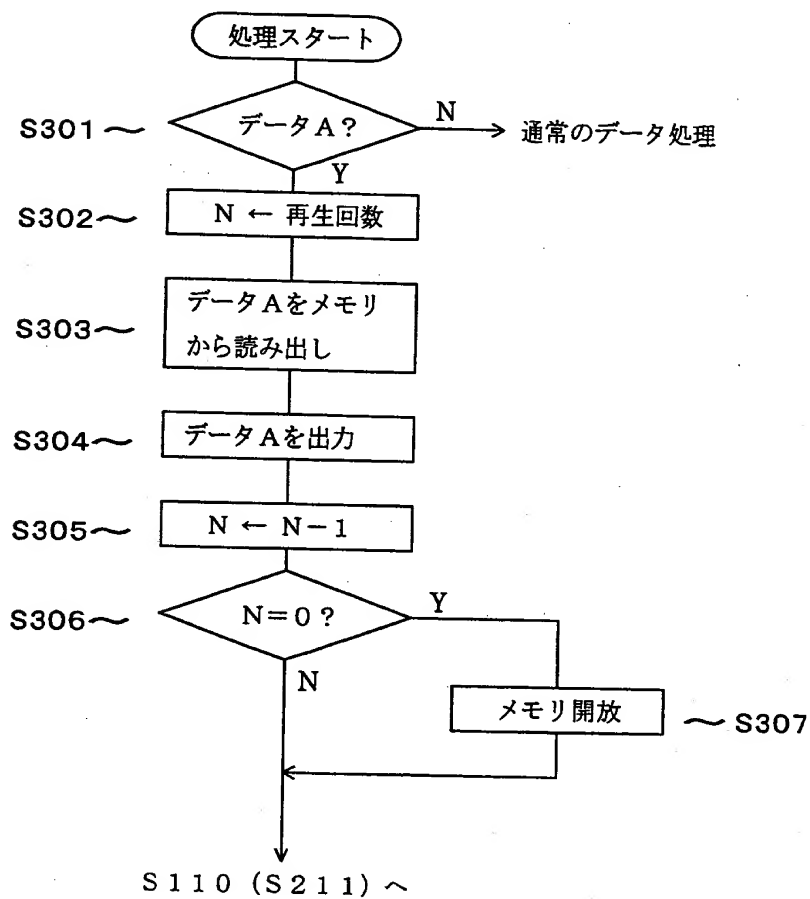 処理スタート
S301〜
データA?
N
通常のデータ処理
Y
S302〜
N ← 再生回数
S303〜
データAをメモリ
から読み出し
S304〜
データAを出力
S305〜
N ← N-1
S306〜
N=0?
Y
N
メモリ開放
〜S307
S110(S211)へ